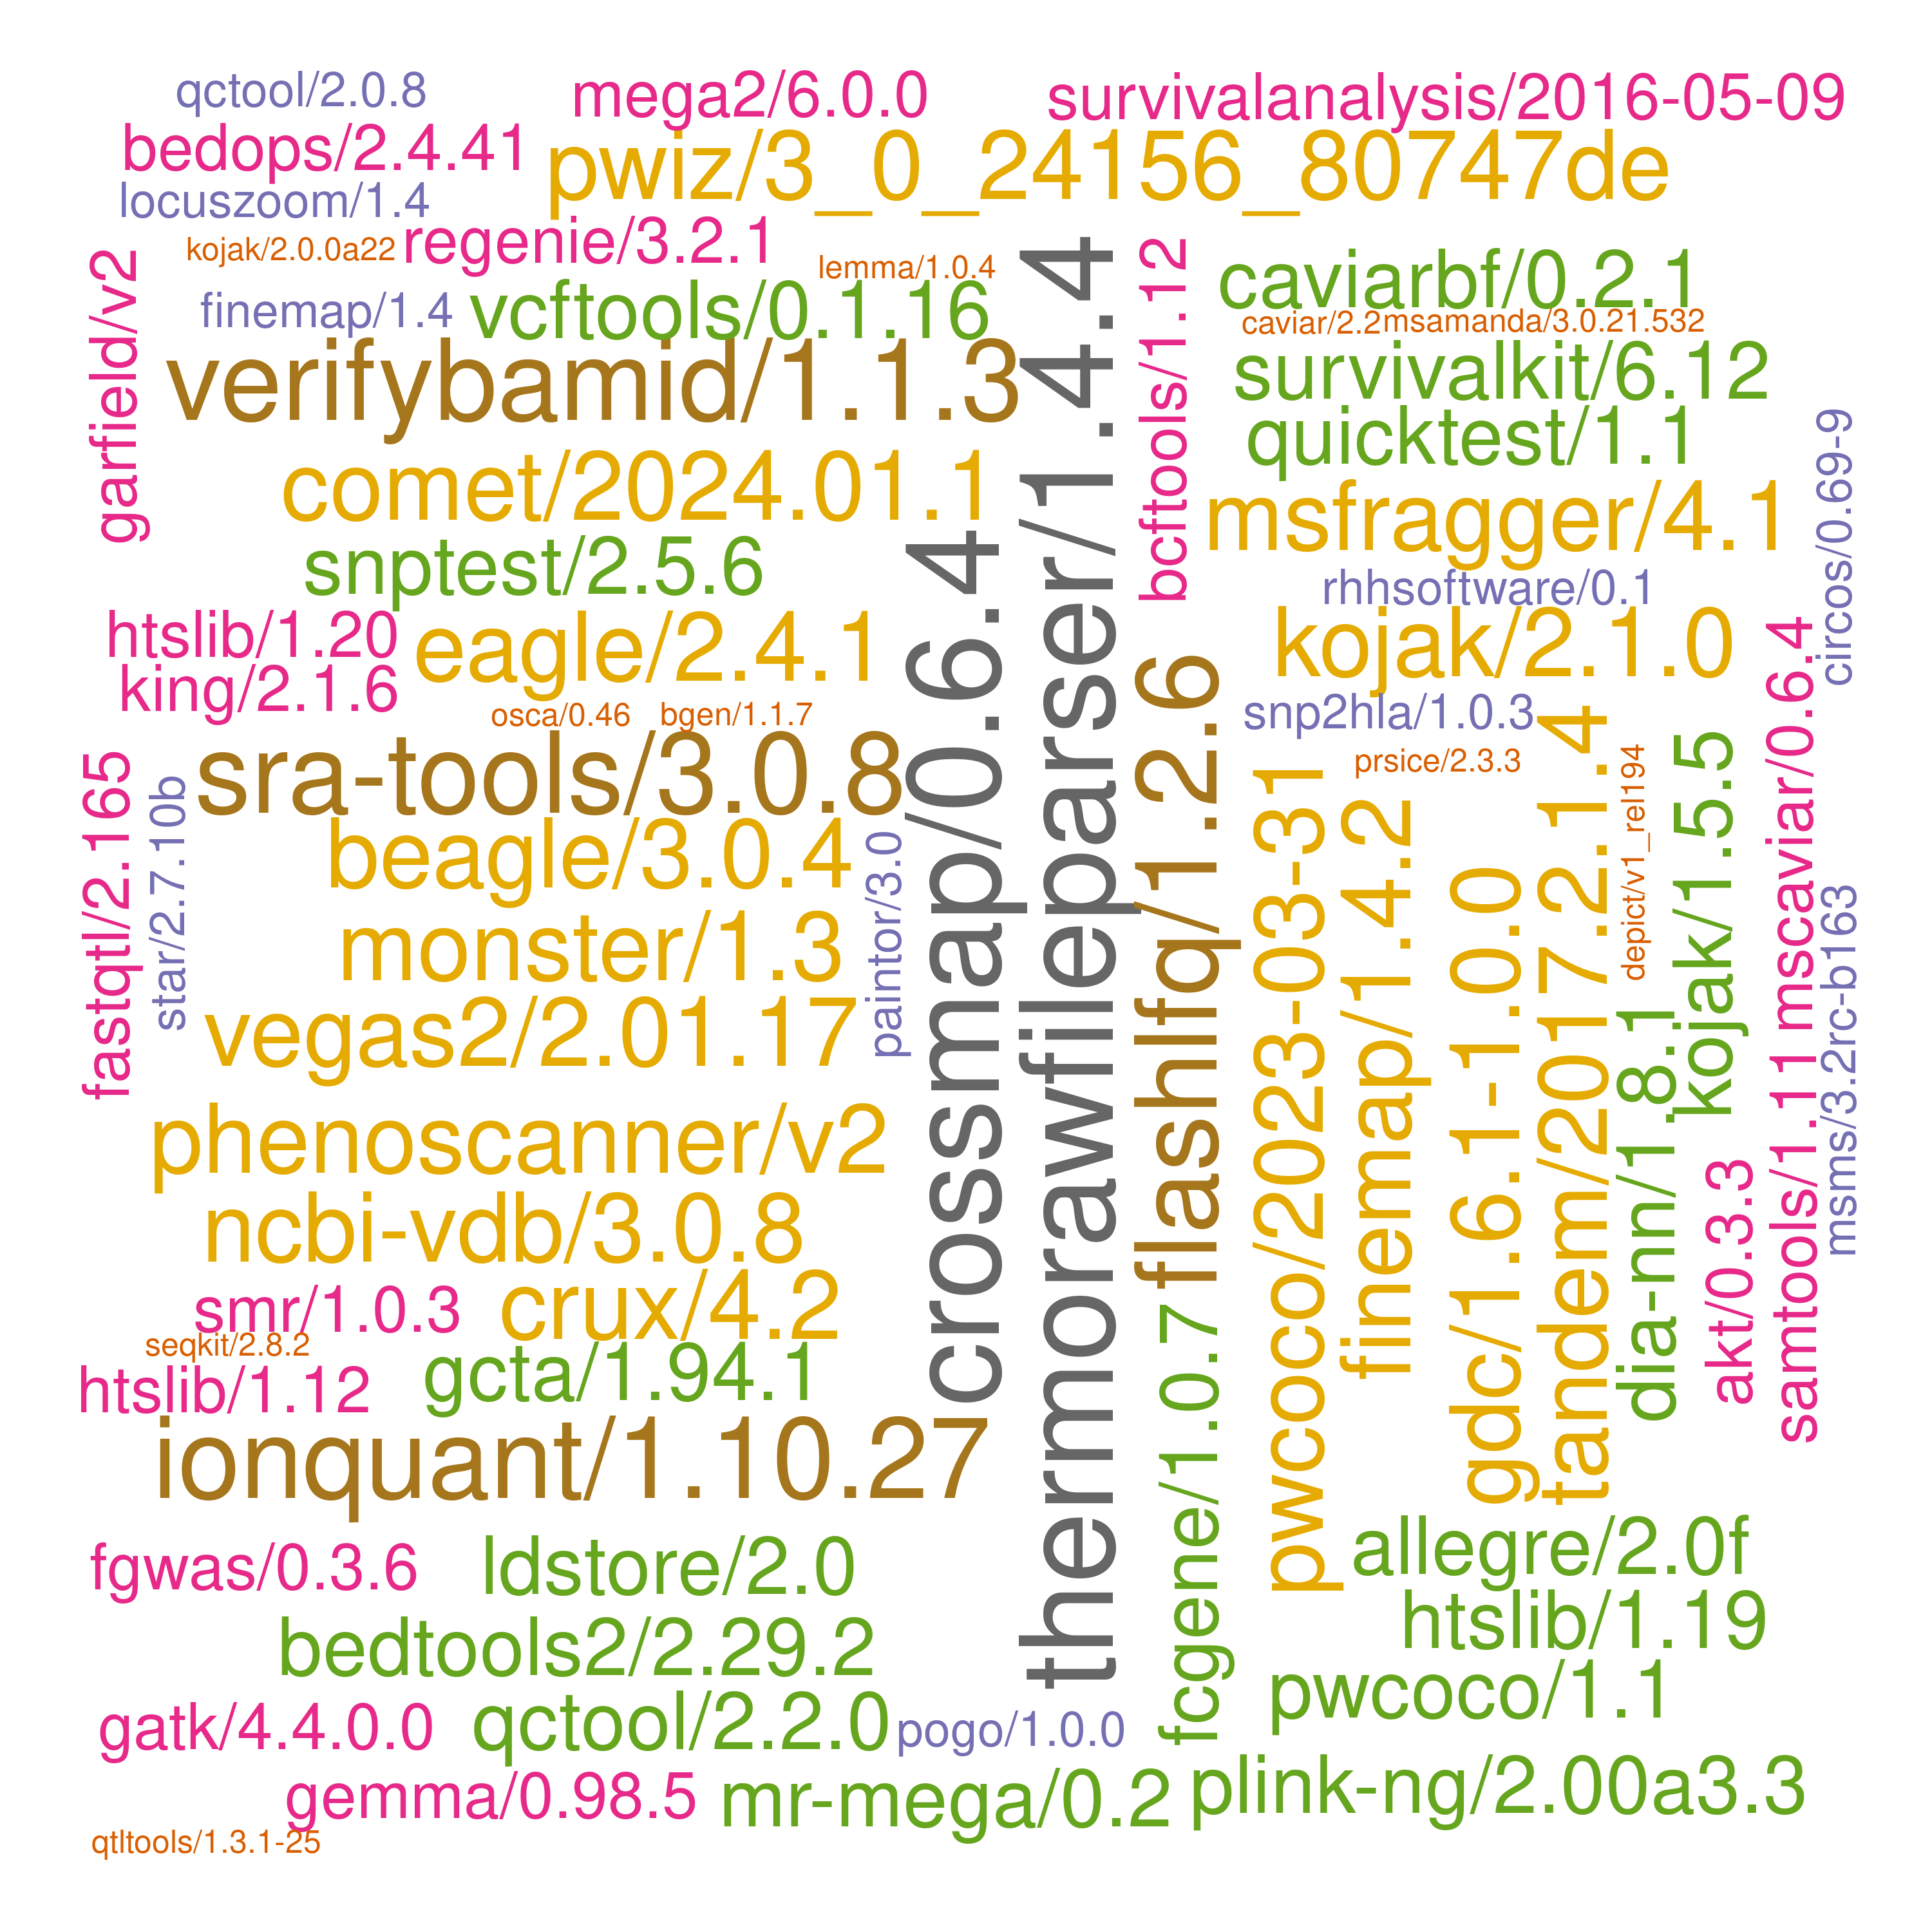 qctool/2.0.8
mega2/6.0.0
survivalanalysis/2016-05-09
bedops/2.4.41
pwiz/3_0_24156_80747de
locuszoom/1.4
kojak/2.0.0a22
regenie/3.2.1
lemma/1.0.4
garfield/v2
finemap/1.4
vcftools/0.1.16
thermorawfileparser/1.4.4
bcftools/1.12
caviarbf/0.2.1
caviar/2.2
msamanda/3.0.21.532
verifybamid/1.1.3
survivalkit/6.12
quicktest/1.1
circos/0.69-9
comet/2024.01.1
msfragger/4.1
snptest/2.5.6
crossmap/0.6.4
rhhsoftware/0.1
htslib/1.20
eagle/2.4.1
kojak/2.1.0
king/2.1.6
flashlfq/1.2.6
mscaviar/0.6.4
osca/0.46
bgen/1.1.7
snp2hla/1.0.3
tandem/2017.2.1.4
sra-tools/3.0.8
prsice/2.3.3
depict/v1_rel194
kojak/1.5.5
fastqtl/2.165
star/2.7.10b
pwcoco/2023-03-31
finemap/1.4.2
beagle/3.0.4
paintor/3.0
gdc/1.6.1-1.0.0
monster/1.3
msms/3.2rc-b163
vegas2/2.01.17
dia-nn/1.8.1
samtools/1.11
phenoscanner/v2
akt/0.3.3
ncbi-vdb/3.0.8
smr/1.0.3
crux/4.2
seqkit/2.8.2
fcgene/1.0.7
htslib/1.12
gcta/1.94.1
ionquant/1.10.27
allegre/2.0f
fgwas/0.3.6
ldstore/2.0
htslib/1.19
bedtools2/2.29.2
pwcoco/1.1
gatk/4.4.0.0
qctool/2.2.0
pogo/1.0.0
gemma/0.98.5
mr-mega/0.2
plink-ng/2.00a3.3
qtltools/1.3.1-25